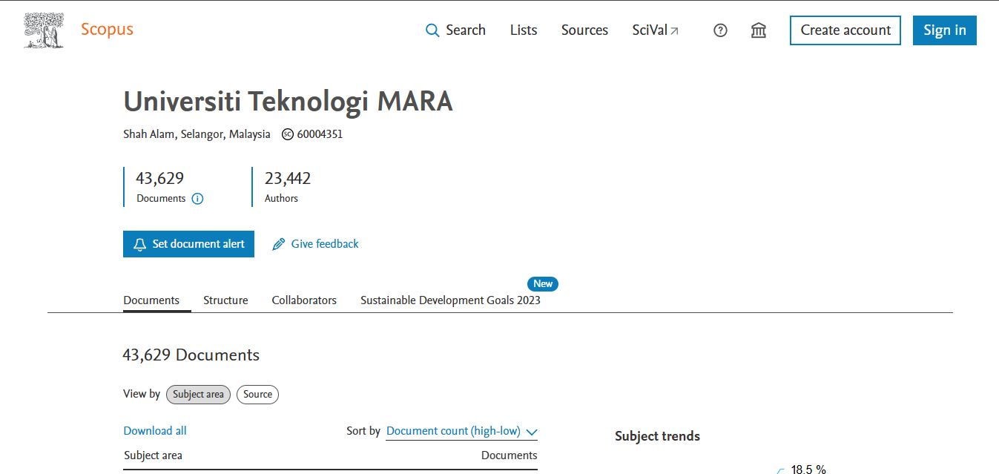 Scopus
Search Lists Sources SciVal Create account Sign in
Universiti Teknologi MARA
Shah Alam, Selangor, Malaysia SC 60004351
43,629 23,442
Documents Authors
Set document alert Give feedback
New
Documents Structure Collaborators Sustainable Development Goals 2023
43,629 Documents
View by Subject area Source
Download all Sort by Document count (high-low)
Subject trends
Subject area Documents
18.5 %